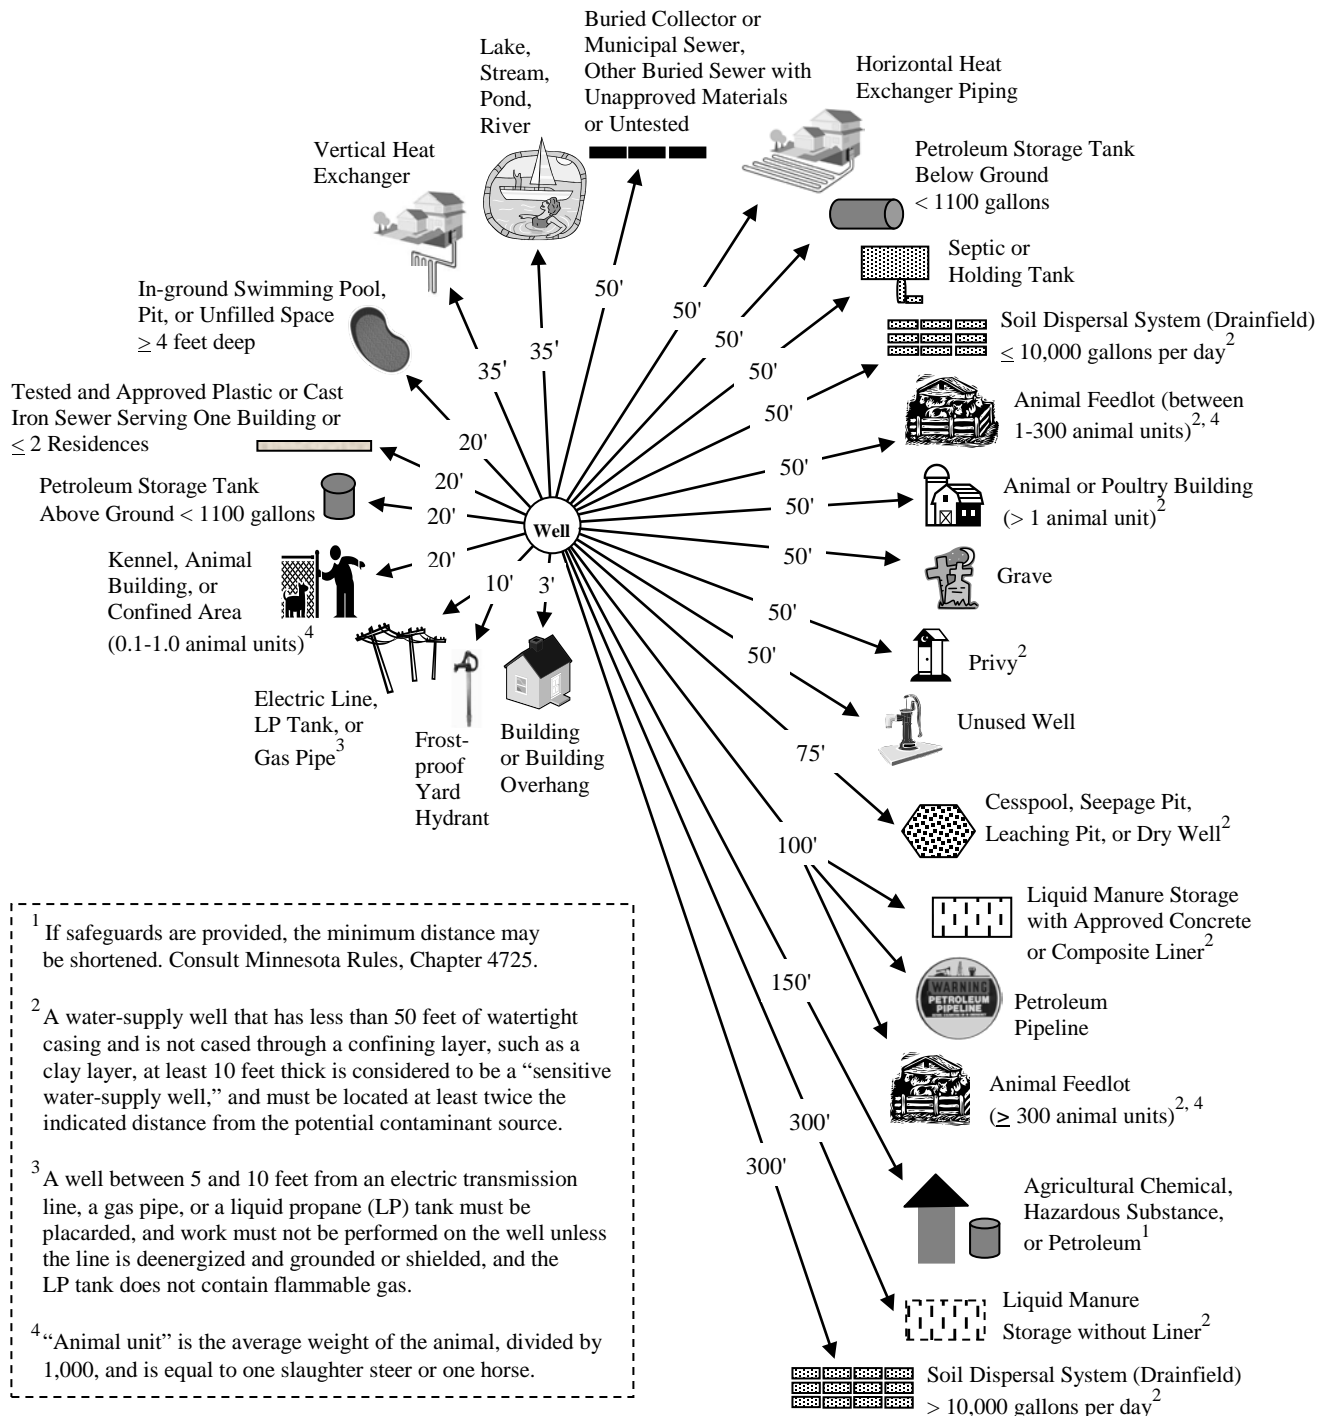 Buried Collector or
Municipal Sewer,
Other Buried Sewer with
Unapproved Materials
or Untested
Lake,
Stream,
Pond,
River
Horizontal Heat
Exchanger Piping
Vertical Heat
Exchanger
Petroleum Storage Tank
Below Ground
< 1100 gallons
Septic or
Holding Tank
In-ground Swimming Pool,
Pit, or Unfilled Space
≥ 4 feet deep
Soil Dispersal System (Drainfield)
≤ 10,000 gallons per day2
Tested and Approved Plastic or Cast
Iron Sewer Serving One Building or
≤ 2 Residences
Animal Feedlot (between
1-300 animal units)2, 4
Petroleum Storage Tank
Above Ground < 1100 gallons
Animal or Poultry Building
(> 1 animal unit)2
Kennel, Animal
Building, or
Confined Area
(0.1-1.0 animal units)4
Grave
Privy2
Electric Line,
LP Tank, or
Gas Pipe3
Frost-
proof
Yard
Hydrant
Building
or Building
Overhang
Unused Well
Well
50'
50'
50'
50'
50'
50'
50'
50'
50'
50'
35'
35'
20'
20'
20'
20'
10'
3'
75'
100'
150'
300'
300'
Cesspool, Seepage Pit,
Leaching Pit, or Dry Well2
Liquid Manure Storage
with Approved Concrete
or Composite Liner2
WARNING
PETROLEUM
PIPELINE
Petroleum
Pipeline
Animal Feedlot
(≥ 300 animal units)2, 4
Agricultural Chemical,
Hazardous Substance,
or Petroleum1
Liquid Manure
Storage without Liner2
Soil Dispersal System (Drainfield)
> 10,000 gallons per day2
1 If safeguards are provided, the minimum distance may
be shortened. Consult Minnesota Rules, Chapter 4725.
2 A water-supply well that has less than 50 feet of watertight
casing and is not cased through a confining layer, such as a
clay layer, at least 10 feet thick is considered to be a “sensitive
water-supply well,” and must be located at least twice the
indicated distance from the potential contaminant source.
3 A well between 5 and 10 feet from an electric transmission
line, a gas pipe, or a liquid propane (LP) tank must be
placarded, and work must not be performed on the well unless
the line is deenergized and grounded or shielded, and the
LP tank does not contain flammable gas.
4 “Animal unit” is the average weight of the animal, divided by
1,000, and is equal to one slaughter steer or one horse.